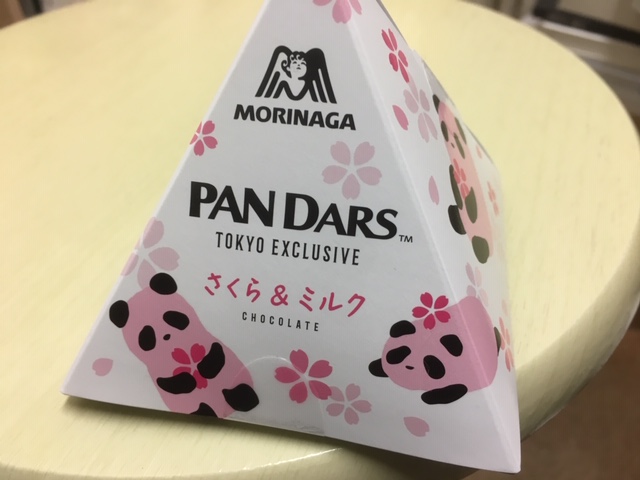 MORINAGA
PAN DARS™
TOKYO EXCLUSIVE
さくら & ミルク
CHOCOLATE